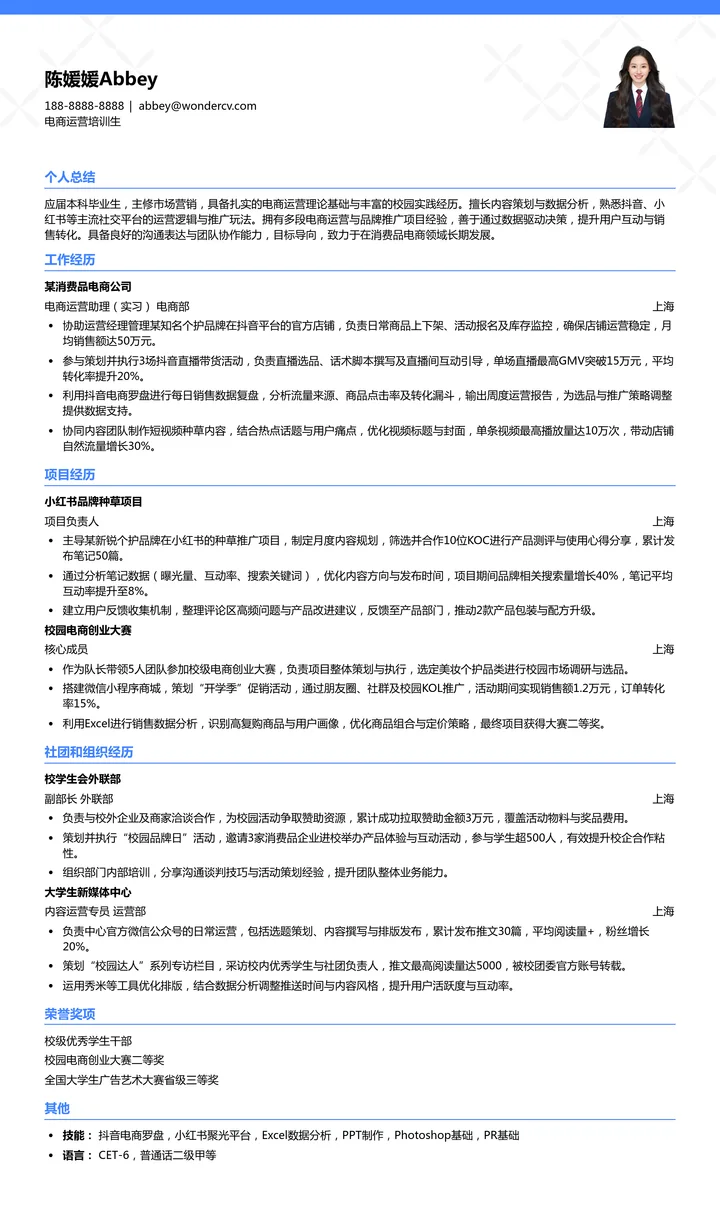 陈媛媛Abbey
188-8888-8888 | abbey@wondercv.com
电商运营培训生
个人总结
应届本科毕业生，主修市场营销，具备扎实的电商运营理论基础与丰富的校园实践经历。擅长内容策划与数据分析，熟悉抖音、小
红书等主流社交平台的运营逻辑与推广玩法。拥有多段电商运营与品牌推广项目经验，善于通过数据驱动决策，提升用户互动与销
售转化。具备良好的沟通表达与团队协作能力，目标导向，致力于在消费品电商领域长期发展。
工作经历
某消费品电商公司
电商运营助理（实习） 电商部 上海
• 协助运营经理管理某知名个护品牌在抖音平台的官方店铺，负责日常商品上下架、活动报名及库存监控，确保店铺运营稳定，月
均销售额达50万元。
• 参与策划并执行3场抖音直播带货活动，负责直播选品、话术脚本撰写及直播间互动引导，单场直播最高GMV突破15万元，平均
转化率提升20%。
• 利用抖音电商罗盘进行每日销售数据复盘，分析流量来源、商品点击率及转化漏斗，输出周度运营报告，为选品与推广策略调整
提供数据支持。
• 协同内容团队制作短视频种草内容，结合热点话题与用户痛点，优化视频标题与封面，单条视频最高播放量达10万次，带动店铺
自然流量增长30%。
项目经历
小红书品牌种草项目
项目负责人 上海
• 主导某新锐个护品牌在小红书的种草推广项目，制定月度内容规划，筛选并合作10位KOC进行产品测评与使用心得分享，累计发
布笔记50篇。
• 通过分析笔记数据（曝光量、互动率、搜索关键词），优化内容方向与发布时间，项目期间品牌相关搜索量增长40%，笔记平均
互动率提升至8%。
• 建立用户反馈收集机制，整理评论区高频问题与产品改进建议，反馈至产品部门，推动2款产品包装与配方升级。
校园电商创业大赛
核心成员 上海
• 作为队长带领5人团队参加校级电商创业大赛，负责项目整体策划与执行，选定美妆个护品类进行校园市场调研与选品。
• 搭建微信小程序商城，策划“开学季”促销活动，通过朋友圈、社群及校园KOL推广，活动期间实现销售额1.2万元，订单转化
率15%。
• 利用Excel进行销售数据分析，识别高复购商品与用户画像，优化商品组合与定价策略，最终项目获得大赛二等奖。
社团和组织经历
校学生会外联部
副部长 外联部 上海
• 负责与校外企业及商家洽谈合作，为校园活动争取赞助资源，累计成功拉取赞助金额3万元，覆盖活动物料与奖品费用。
• 策划并执行“校园品牌日”活动，邀请3家消费品企业进校举办产品体验与互动活动，参与学生超500人，有效提升校企合作粘
性。
• 组织部门内部培训，分享沟通谈判技巧与活动策划经验，提升团队整体业务能力。
大学生新媒体中心
内容运营专员 运营部 上海
• 负责中心官方微信公众号的日常运营，包括选题策划、内容撰写与排版发布，累计发布推文30篇，平均阅读量+，粉丝增长
20%。
• 策划“校园达人”系列专访栏目，采访校内优秀学生与社团负责人，推文最高阅读量达5000，被校团委官方账号转载。
• 运用秀米等工具优化排版，结合数据分析调整推送时间与内容风格，提升用户活跃度与互动率。
荣誉奖项
校级优秀学生干部
校园电商创业大赛二等奖
全国大学生广告艺术大赛省级三等奖
其他
• 技能： 抖音电商罗盘，小红书聚光平台，Excel数据分析，PPT制作，Photoshop基础，PR基础
• 语言： CET-6，普通话二级甲等